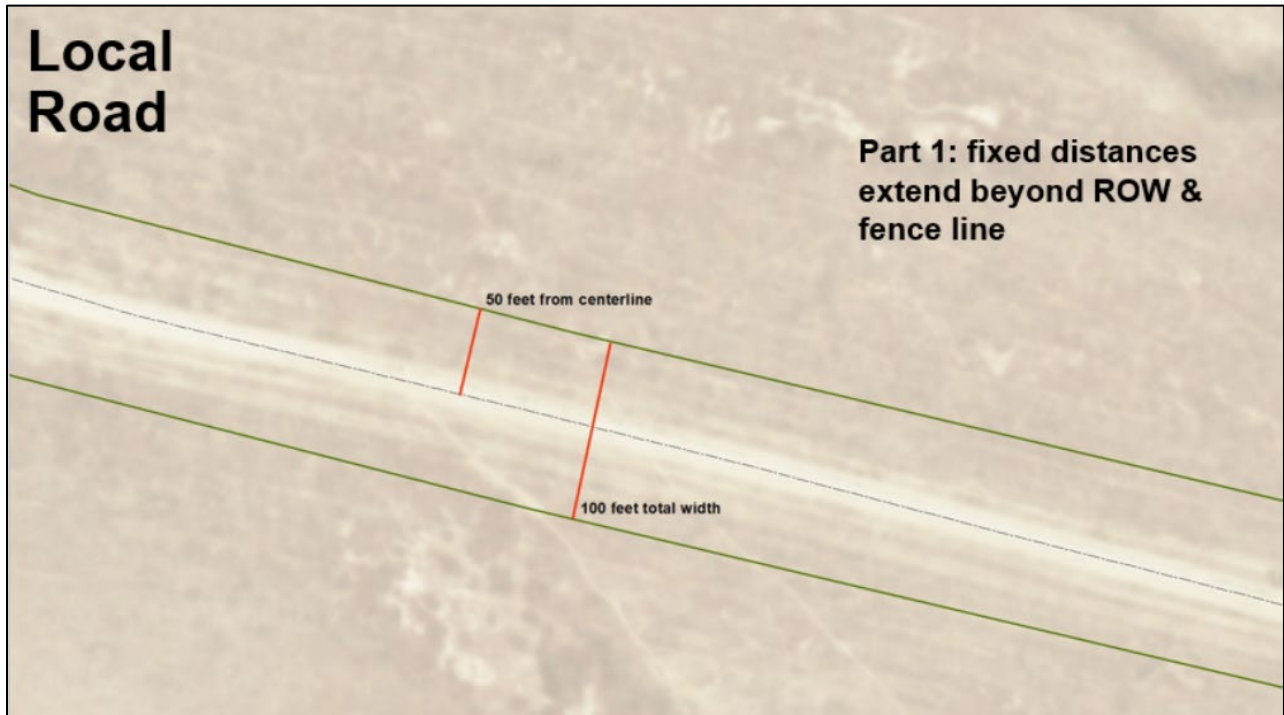 Local
Road
Part 1: fixed distances
extend beyond ROW &
fence line
50 feet from centerline
100 feet total width